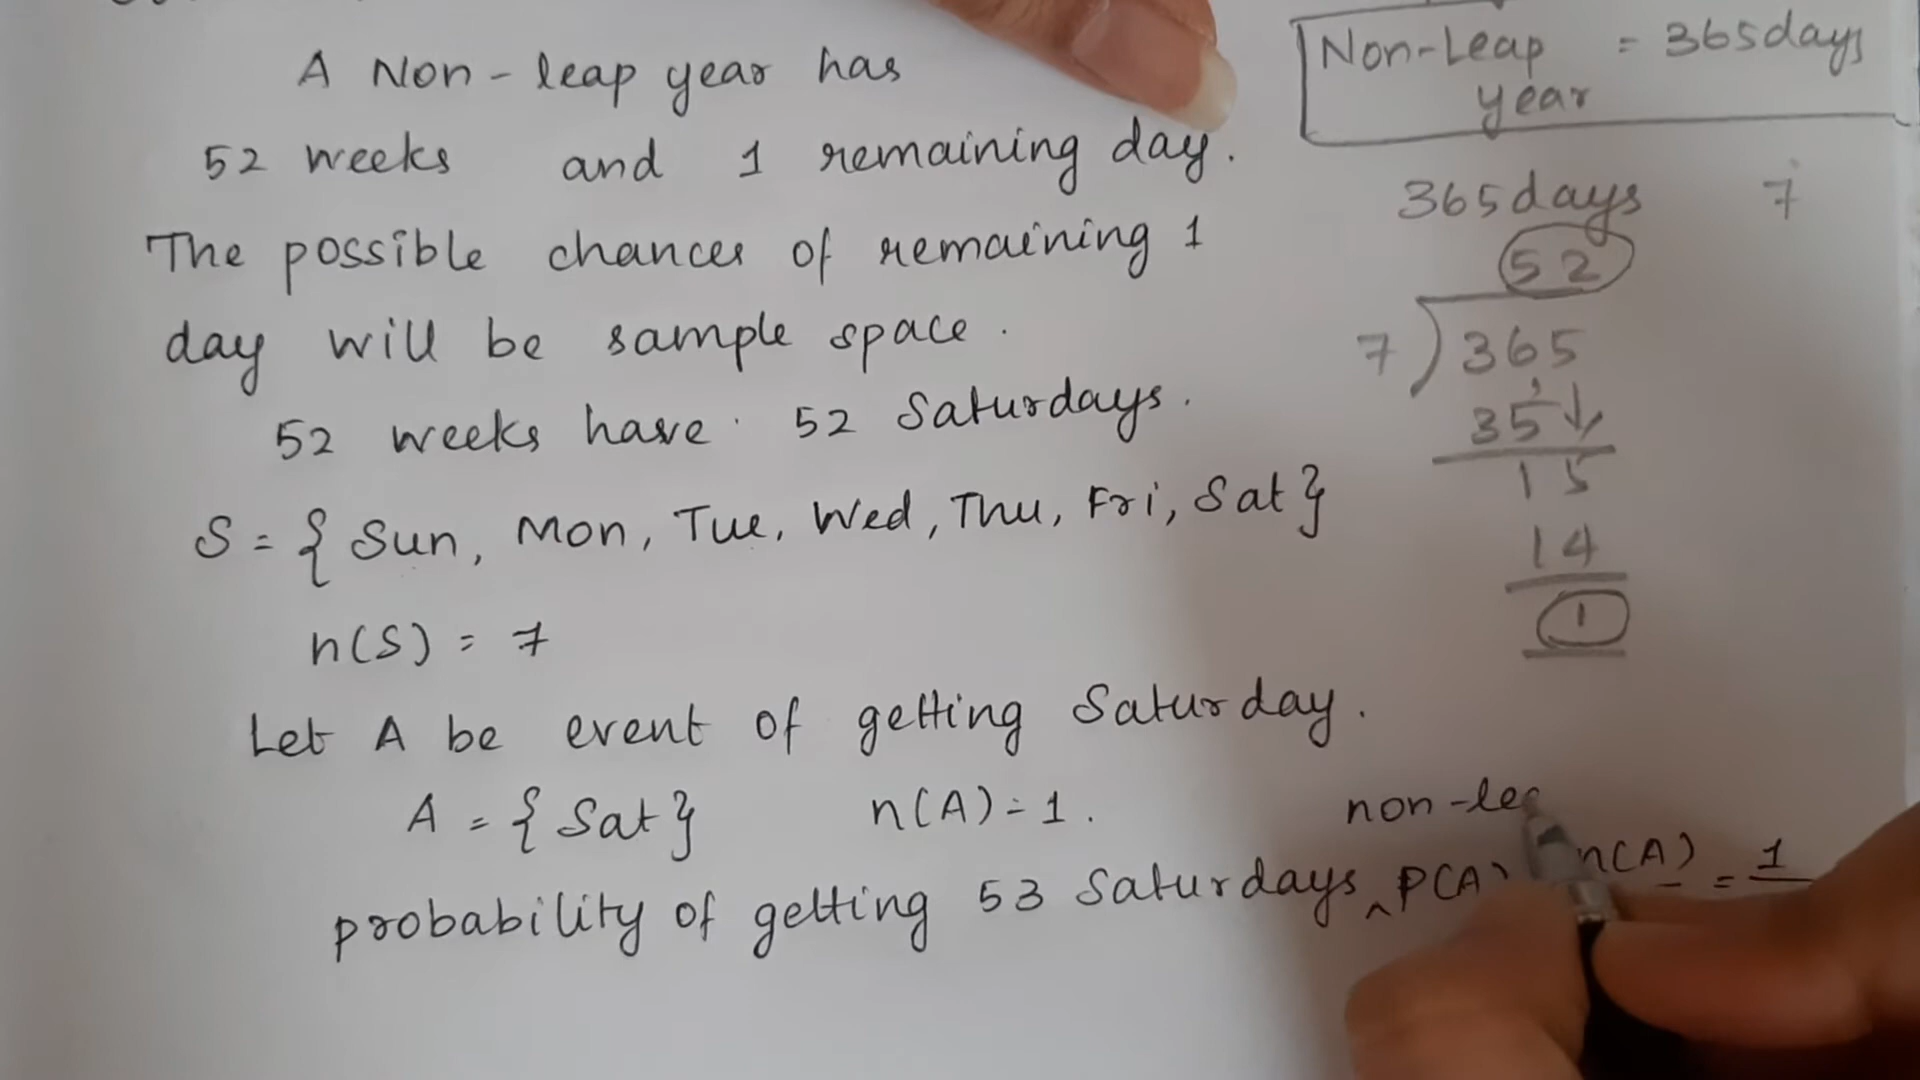 A Non-leap year has
52 weeks and 1 remaining day.
The possible chances of remaining 1
day will be sample space.
52 weeks have 52 Saturdays.
S = { Sun, Mon, Tue, Wed, Thu, Fri, Sat }
n(S) = 7
Let A be event of getting Saturday.
A = { Sat } n(A) = 1.
non-lea
probability of getting 53 Saturdays ^ P(A) n(A) = 1
Non-Leap = 365days
year
365days 7
52
7 ) 365
35 ↓
15
14
1